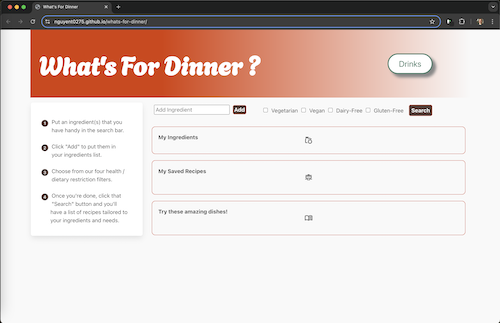 What's For Dinner
nguyent0275.github.io/whats-for-dinner/
What's For Dinner ?
Drinks
1 Put an ingredient(s) that you
have handy in the search bar.
2 Click "Add" to put them in
your ingredients list.
3 Choose from our four health /
dietary restriction filters.
4 Once you're done, click that
"Search" button and you'll
have a list of recipes tailored to
your ingredients and needs.
Add Ingredient Add Vegetarian Vegan Dairy-Free Gluten-Free Search
My Ingredients
My Saved Recipes
Try these amazing dishes!